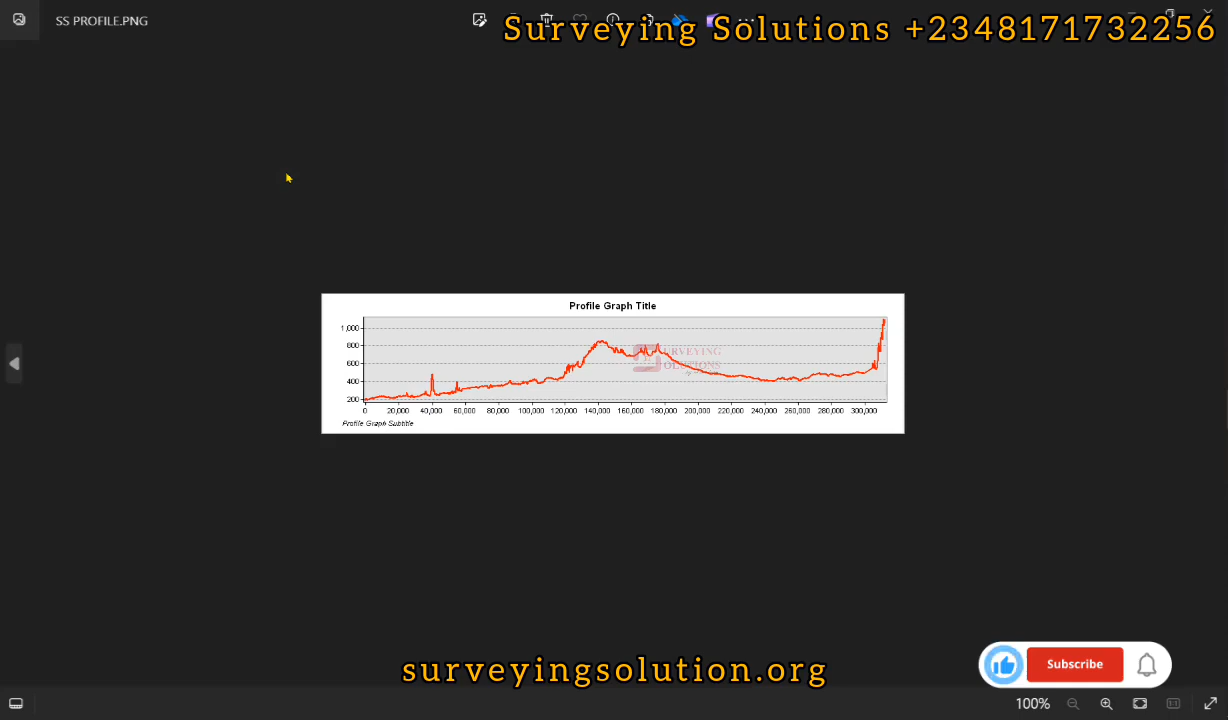 SS PROFILE.PNG
Surveying Solutions +2348171732256
Profile Graph Title
1,000
800
600
400
200
URVEYING
OLUTIONS
0 20,000 40,000 60,000 80,000 100,000 120,000 140,000 160,000 180,000 200,000 220,000 240,000 260,000 280,000 300,000
Profile Graph Subtitle
Subscribe
surveyingsolution.org
100%